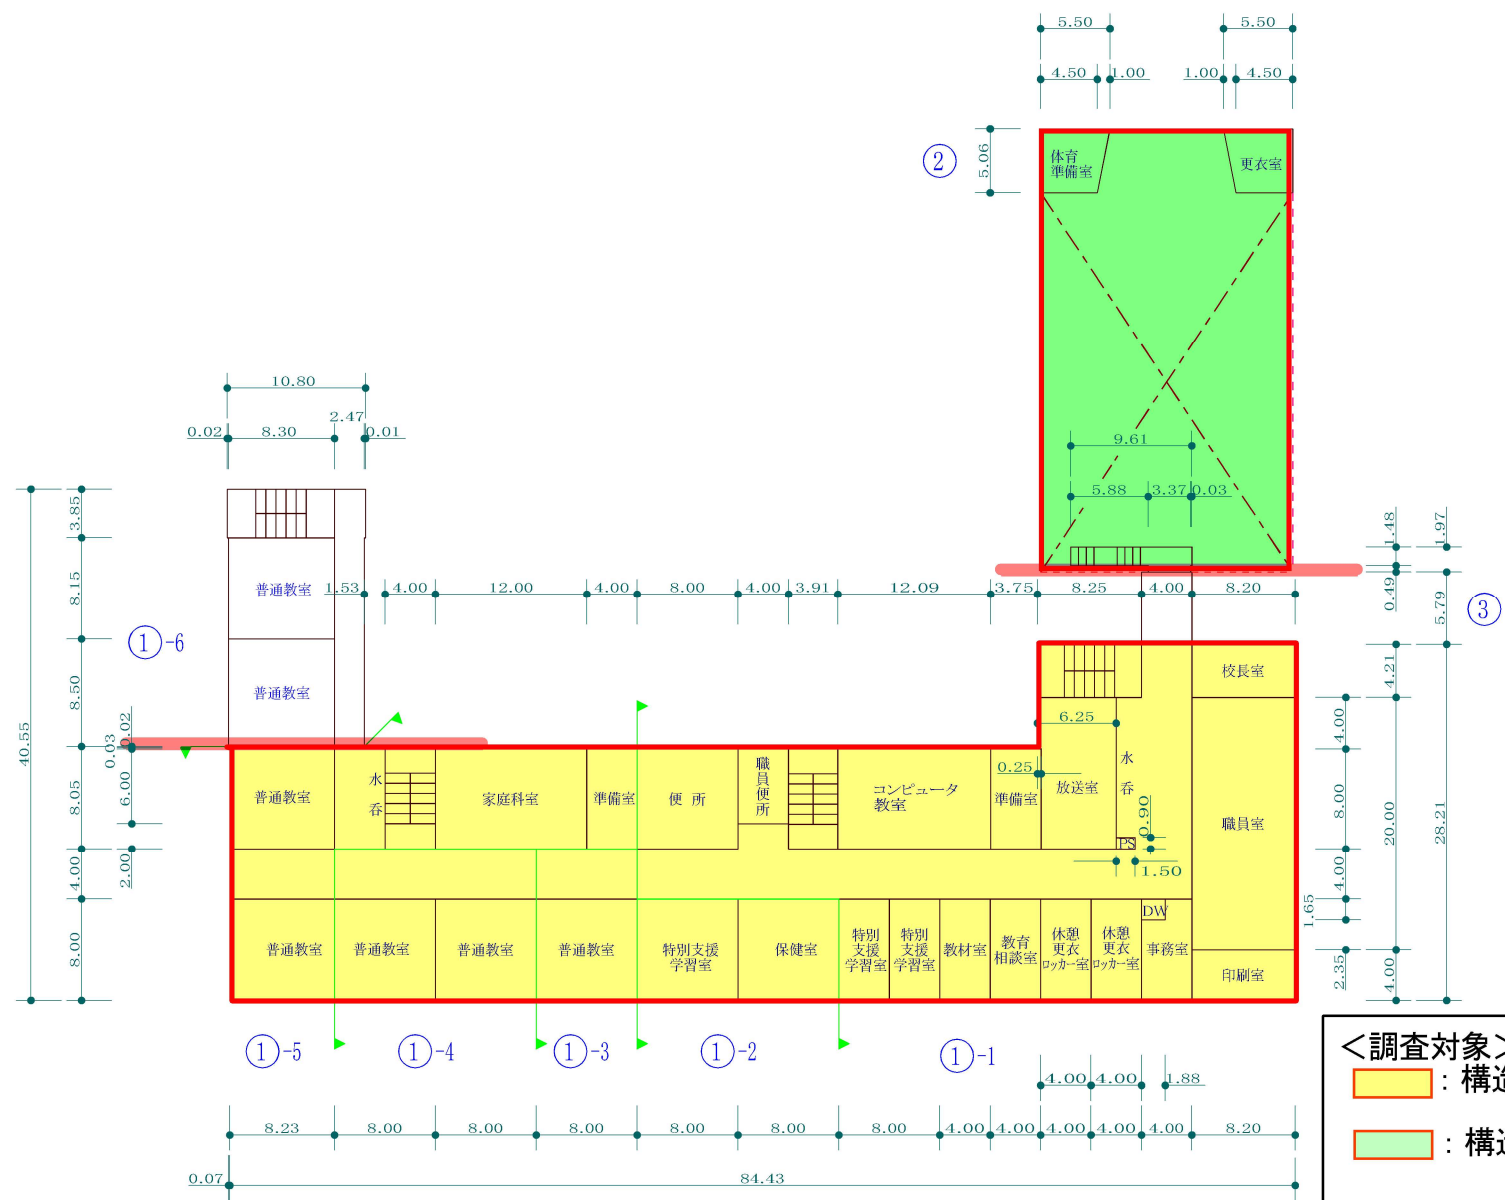 5.50
5.50
4.50
1.00
1.00
4.50
②
5.06
体育
準備室
更衣室
10.80
2.47
0.02
8.30
0.01
9.61
5.88
3.37
0.03
3.85
1.48
1.97
8.15
普通教室
1.53
4.00
12.00
4.00
8.00
4.00
3.91
12.09
3.75
8.25
4.00
8.20
0.49
5.79
③
①-6
40.55
8.50
普通教室
校長室
4.21
6.25
0.02
0.03
6.00
8.05
普通教室
水
呑
家庭科室
準備室
便 所
職
員
便
所
コンピュータ
教室
準備室
0.25
放送室
水
呑
0.90
PS
1.50
職員室
4.00
8.00
20.00
28.21
4.00
2.00
4.00
1.65
8.00
普通教室
普通教室
普通教室
普通教室
特別支援
学習室
保健室
特別
支援
学習室
特別
支援
学習室
教材室
教育
相談室
休憩
更衣
ロッカー室
休憩
更衣
ロッカー室
DW
事務室
印刷室
2.35
4.00
①-5
①-4
①-3
①-2
①-1
4.00
4.00
1.88
8.23
8.00
8.00
8.00
8.00
8.00
8.00
4.00
4.00
4.00
4.00
4.00
8.20
0.07
84.43
＜調査対象＞
：構造
：構造